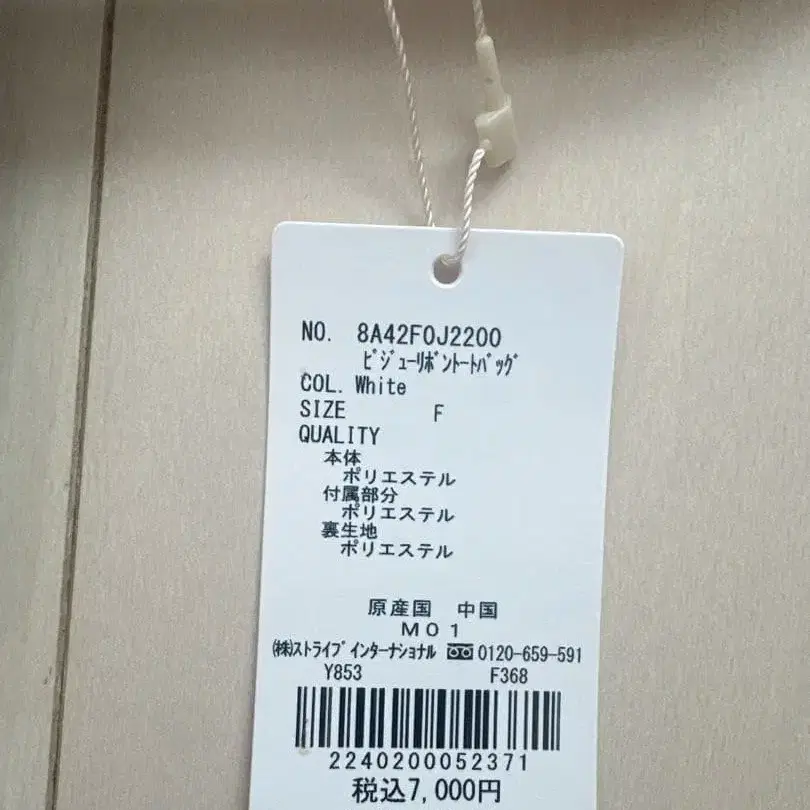 NO. 8A42F0J2200
ﾋﾞｼﾞｭｰﾘﾎﾞﾝﾄｰﾄﾊﾞｯｸﾞ
COL. White
SIZE F
QUALITY
本体
ポリエステル
付属部分
ポリエステル
裏生地
ポリエステル
原産国 中国
M01
㈱ストライプインターナショナル 0120-659-591
Y853 F368
2240200052371
税込7,000円